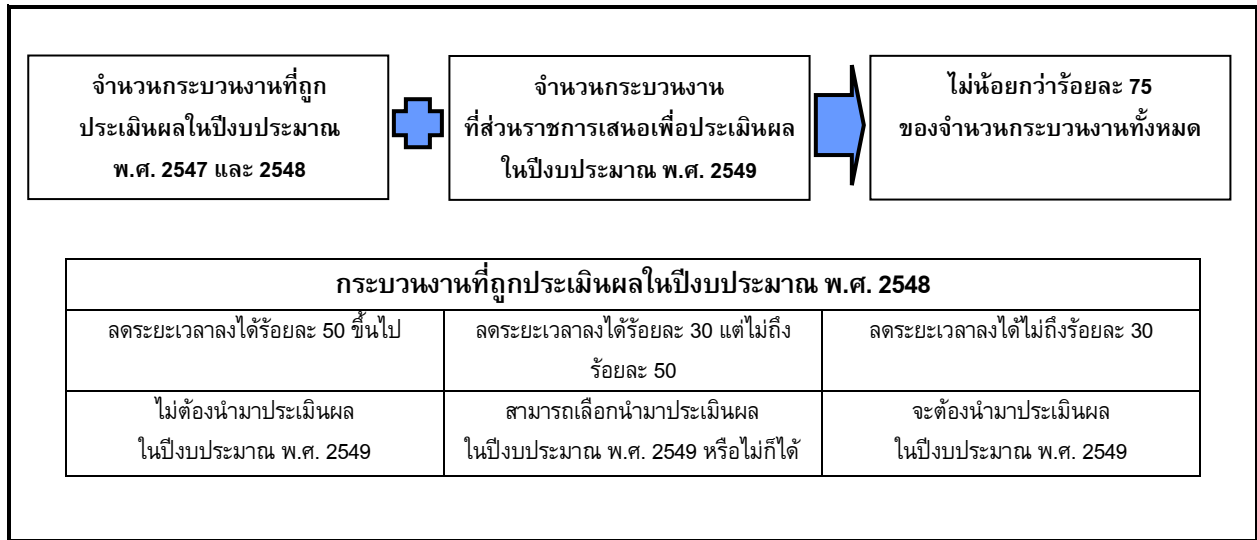 จำนวนกระบวนงานที่ถูก
ประเมินผลในปีงบประมาณ
พ.ศ. 2547 และ 2548
จำนวนกระบวนงาน
ที่ส่วนราชการเสนอเพื่อประเมินผล
ในปีงบประมาณ พ.ศ. 2549
ไม่น้อยกว่าร้อยละ 75
ของจำนวนกระบวนงานทั้งหมด
กระบวนงานที่ถูกประเมินผลในปีงบประมาณ พ.ศ. 2548
ลดระยะเวลาลงได้ร้อยละ 50 ขึ้นไป
ลดระยะเวลาลงได้ร้อยละ 30 แต่ไม่ถึง
ร้อยละ 50
ลดระยะเวลาลงได้ไม่ถึงร้อยละ 30
ไม่ต้องนำมาประเมินผล
ในปีงบประมาณ พ.ศ. 2549
สามารถเลือกนำมาประเมินผล
ในปีงบประมาณ พ.ศ. 2549 หรือไม่ก็ได้
จะต้องนำมาประเมินผล
ในปีงบประมาณ พ.ศ. 2549